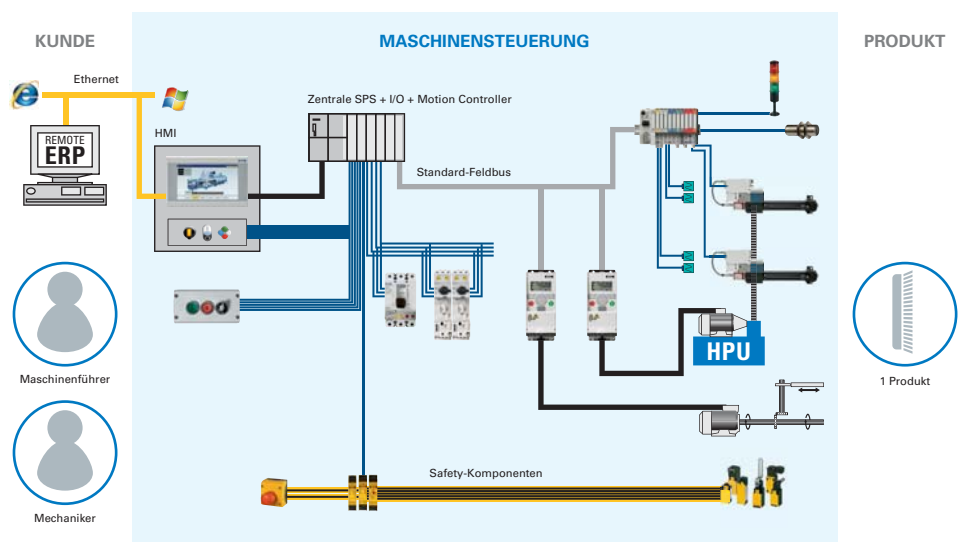 KUNDE
MASCHINENSTEUERUNG
PRODUKT
Ethernet
Zentrale SPS + I/O + Motion Controller
HMI
REMOTE
ERP
Standard-Feldbus
HPU
Maschinenführer
1 Produkt
Safety-Komponenten
Mechaniker